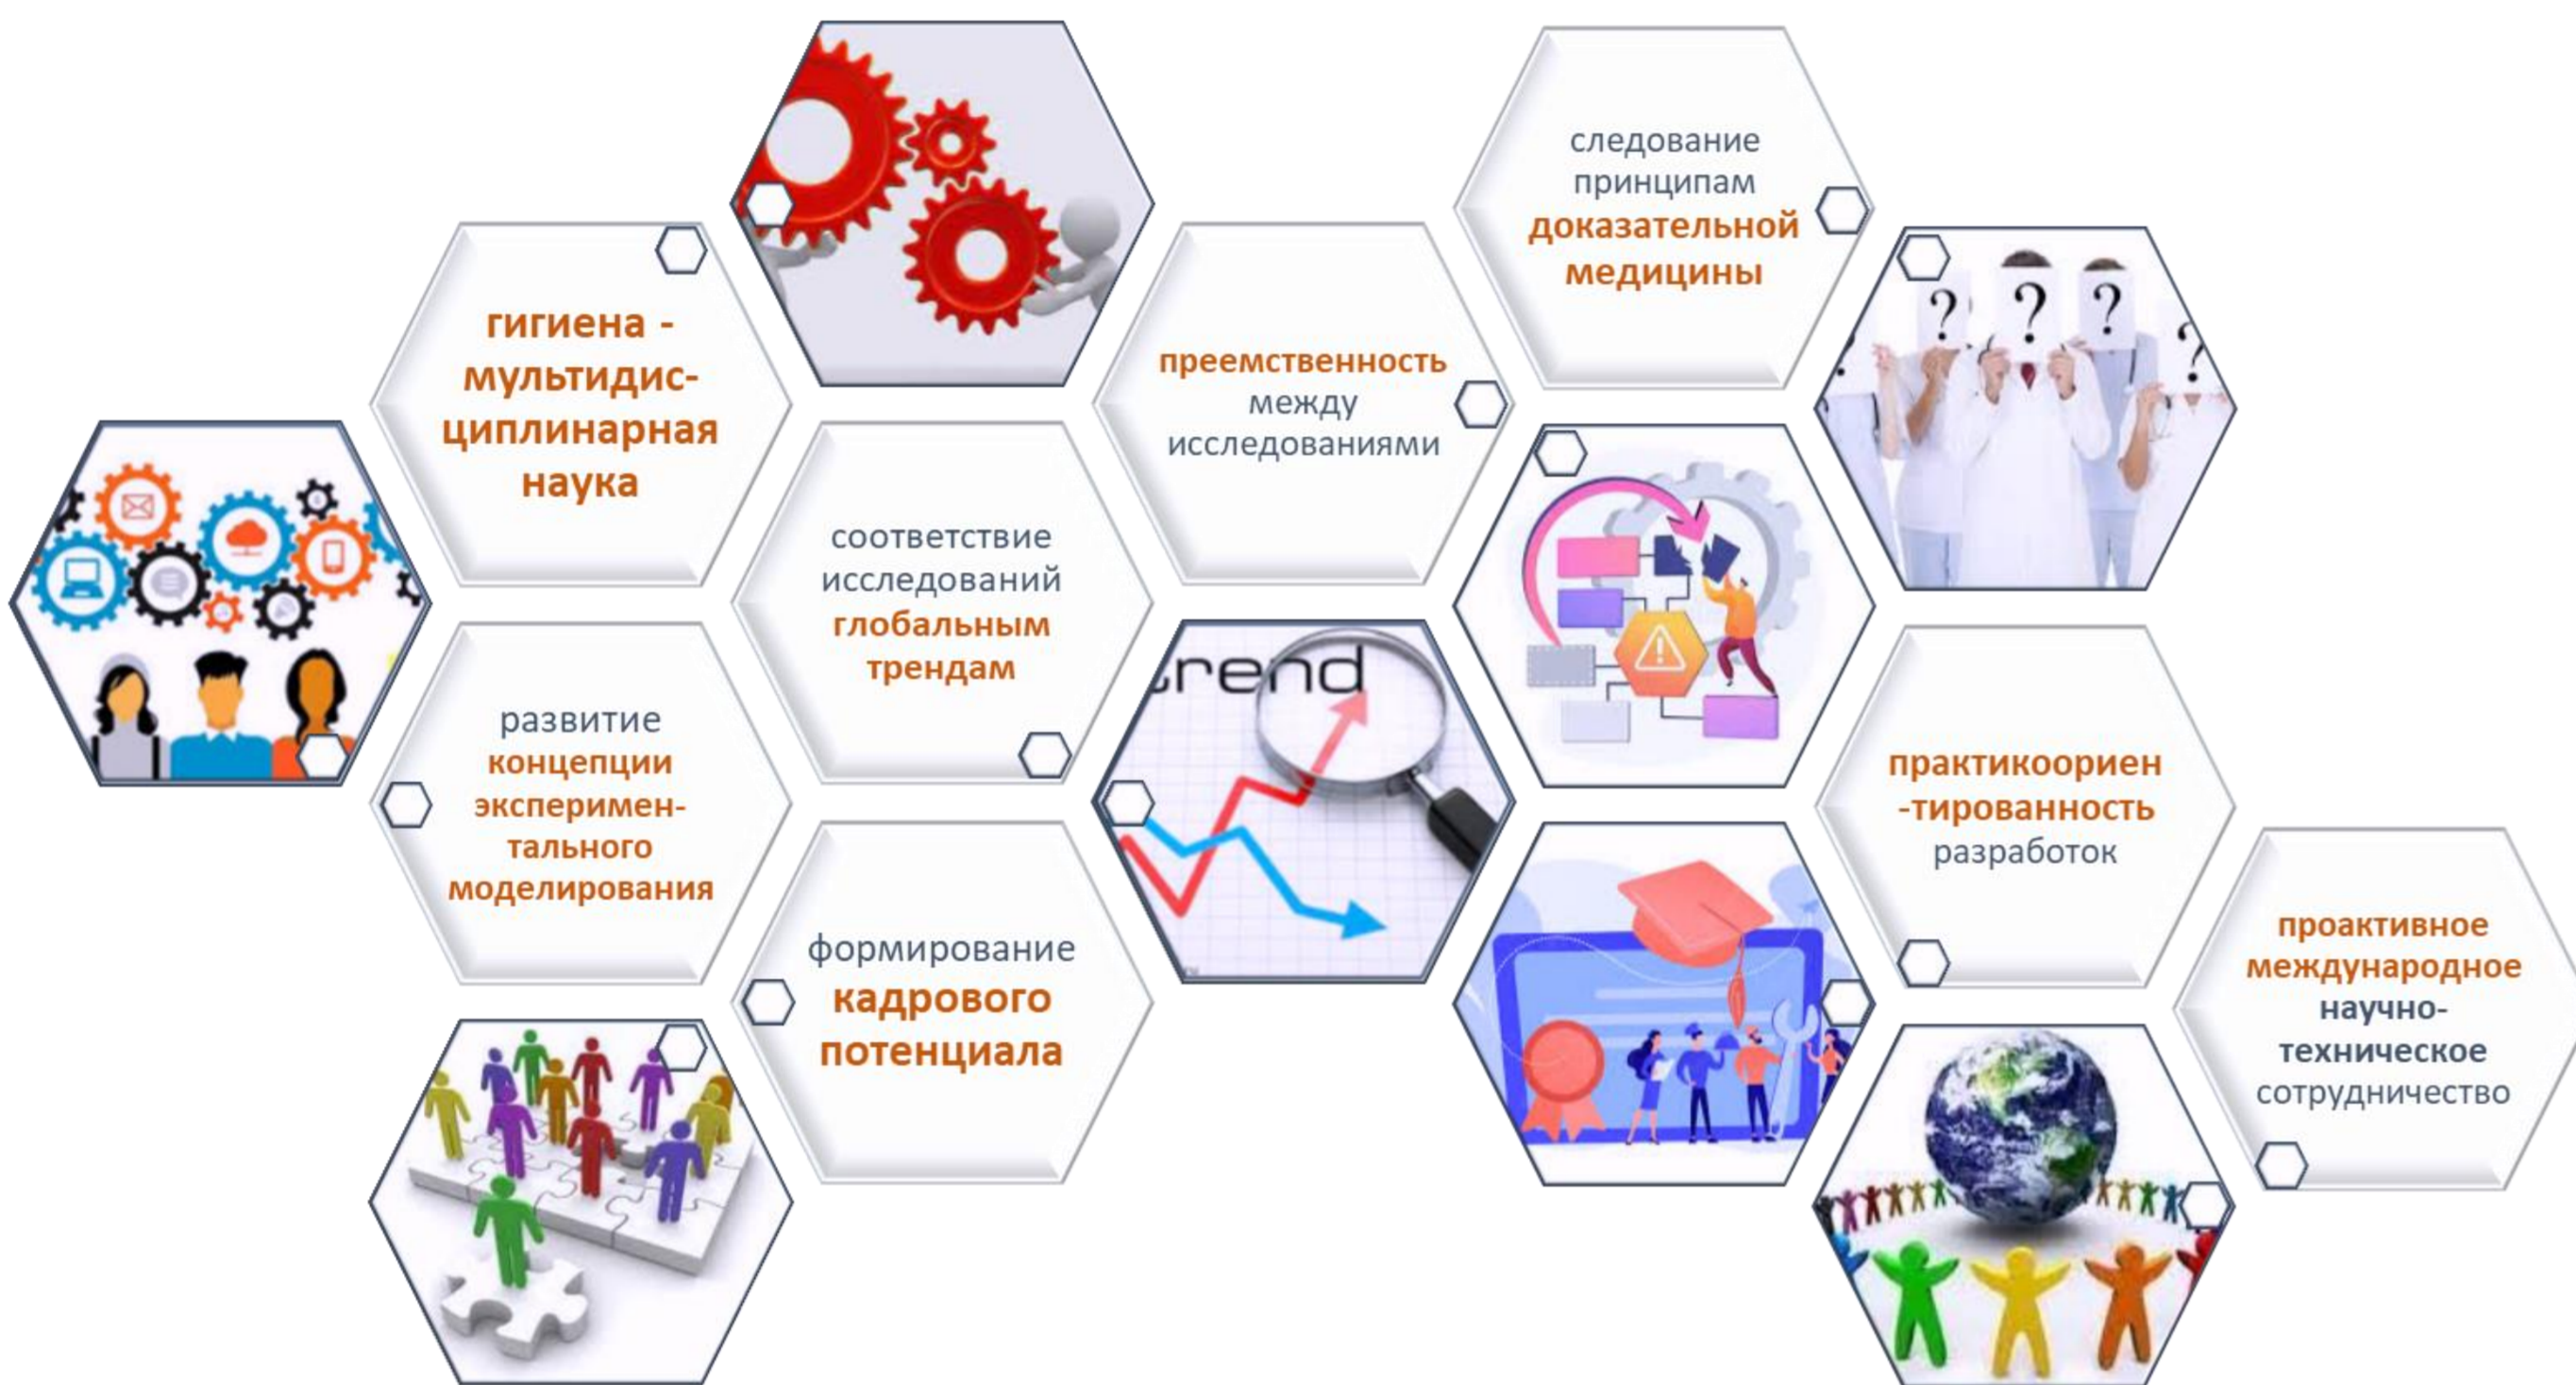 гигиена -
мультидис-
циплинарная
наука
развитие
концепции
эксперимен-
тального
моделирования
соответствие
исследований
глобальным
трендам
формирование
кадрового
потенциала
преемственность
между
исследованиями
trend
следование
принципам
доказательной
медицины
? ? ? ?
практикоориен
-тированность
разработок
проактивное
международное
научно-
техническое
сотрудничество